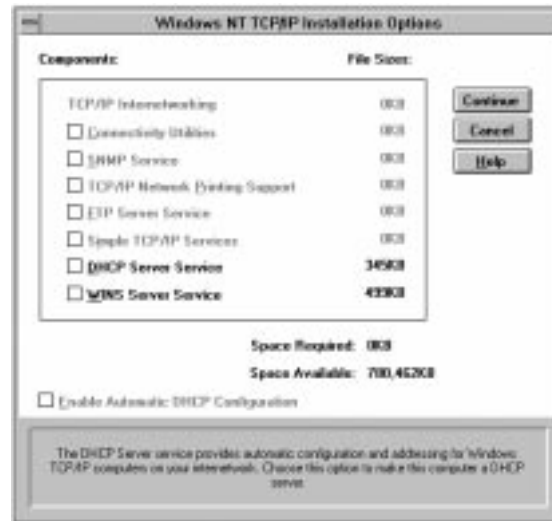 Windows NT TCP/IP Installation Options
Components: File Sizes:
TCP/IP Internetworking 0KB
Connectivity Utilities 0KB
SNMP Service 0KB
TCP/IP Network Printing Support 0KB
FTP Server Service 0KB
Simple TCP/IP Services 0KB
DHCP Server Service 345KB
WINS Server Service 499KB
Continue
Cancel
Help
Space Required: 0KB
Space Available: 780,462KB
Enable Automatic DHCP Configuration
The DHCP Server service provides automatic configuration and addressing for Windows
TCP/IP computers on your internetwork. Choose this option to make this computer a DHCP
server.